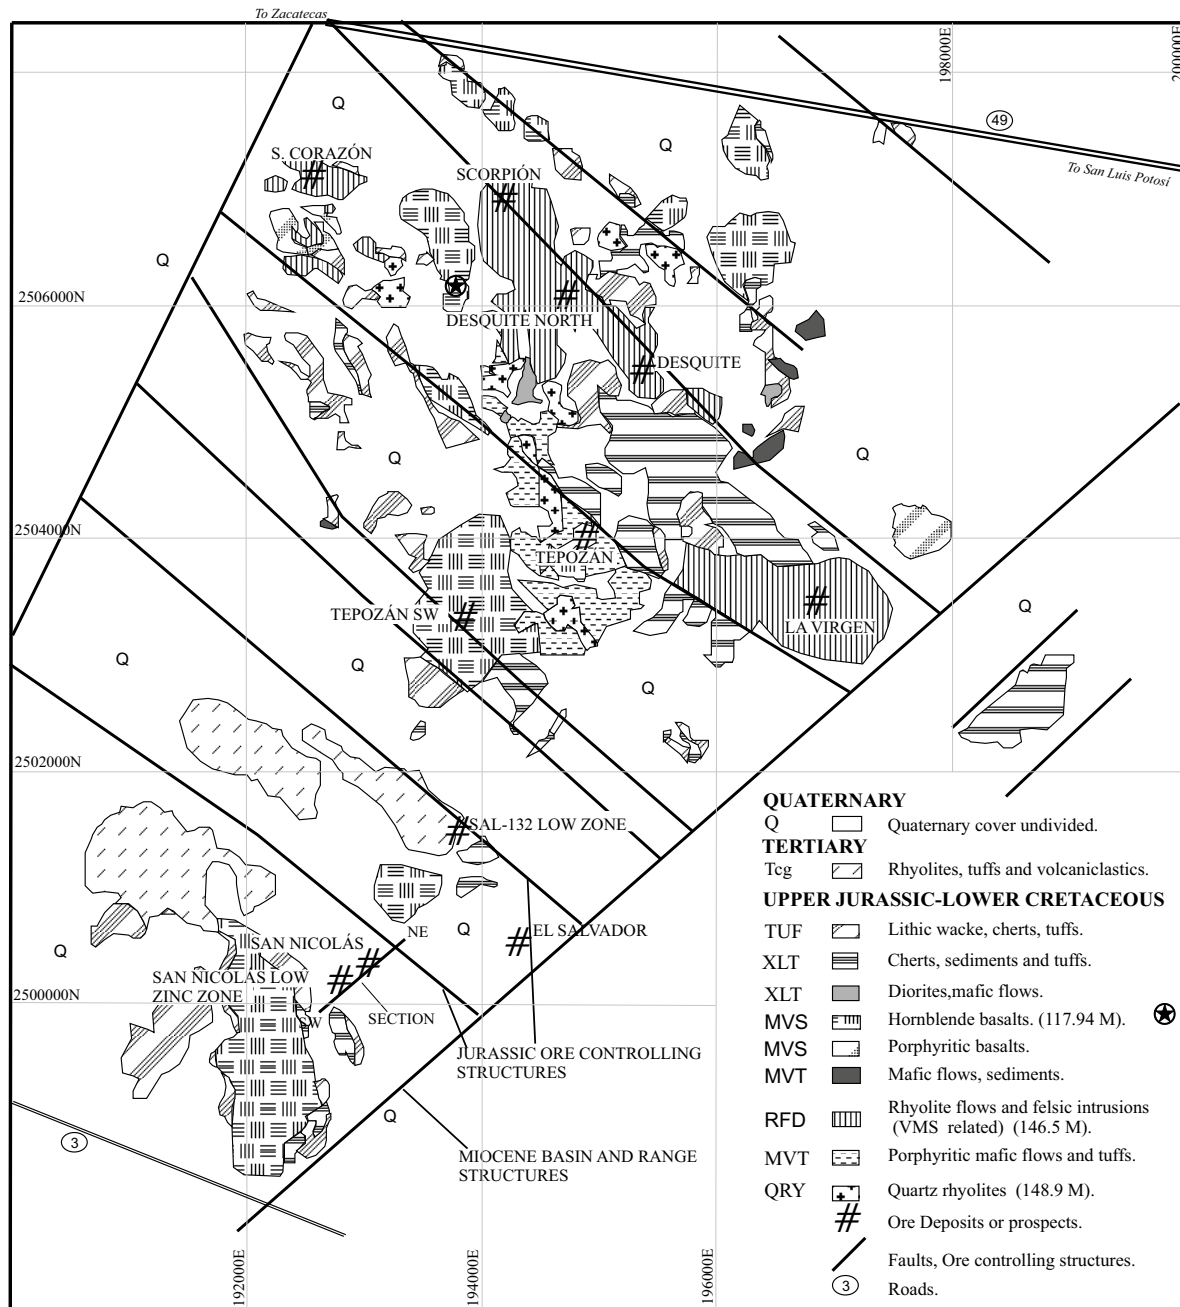 To Zacatecas
198000E
200000E
Q
49
Q
S. CORAZÓN
SCORPIÓN
To San Luis Potosí
Q
2506000N
DESQUITE NORTH
DESQUITE
Q
Q
2504000N
TEPOZÁN
Q
TEPOZÁN SW
LA VIRGEN
Q
Q
Q
2502000N
SAL-132 LOW ZONE
NE
Q
EL SALVADOR
Q
SAN NICOLÁS
SAN NICOLAS LOW
ZINC ZONE
2500000N
SW
SECTION
JURASSIC ORE CONTROLLING
STRUCTURES
Q
3
MIOCENE BASIN AND RANGE
STRUCTURES
192000E
194000E
196000E
QUATERNARY
Q Quaternary cover undivided.
TERTIARY
Tcg Rhyolites, tuffs and volcaniclastics.
UPPER JURASSIC-LOWER CRETACEOUS
TUF Lithic wacke, cherts, tuffs.
XLT Cherts, sediments and tuffs.
XLT Diorites,mafic flows.
MVS Hornblende basalts. (117.94 M).
MVS Porphyritic basalts.
MVT Mafic flows, sediments.
RFD Rhyolite flows and felsic intrusions
(VMS related) (146.5 M).
MVT Porphyritic mafic flows and tuffs.
QRY Quartz rhyolites (148.9 M).
# Ore Deposits or prospects.
Faults, Ore controlling structures.
3 Roads.